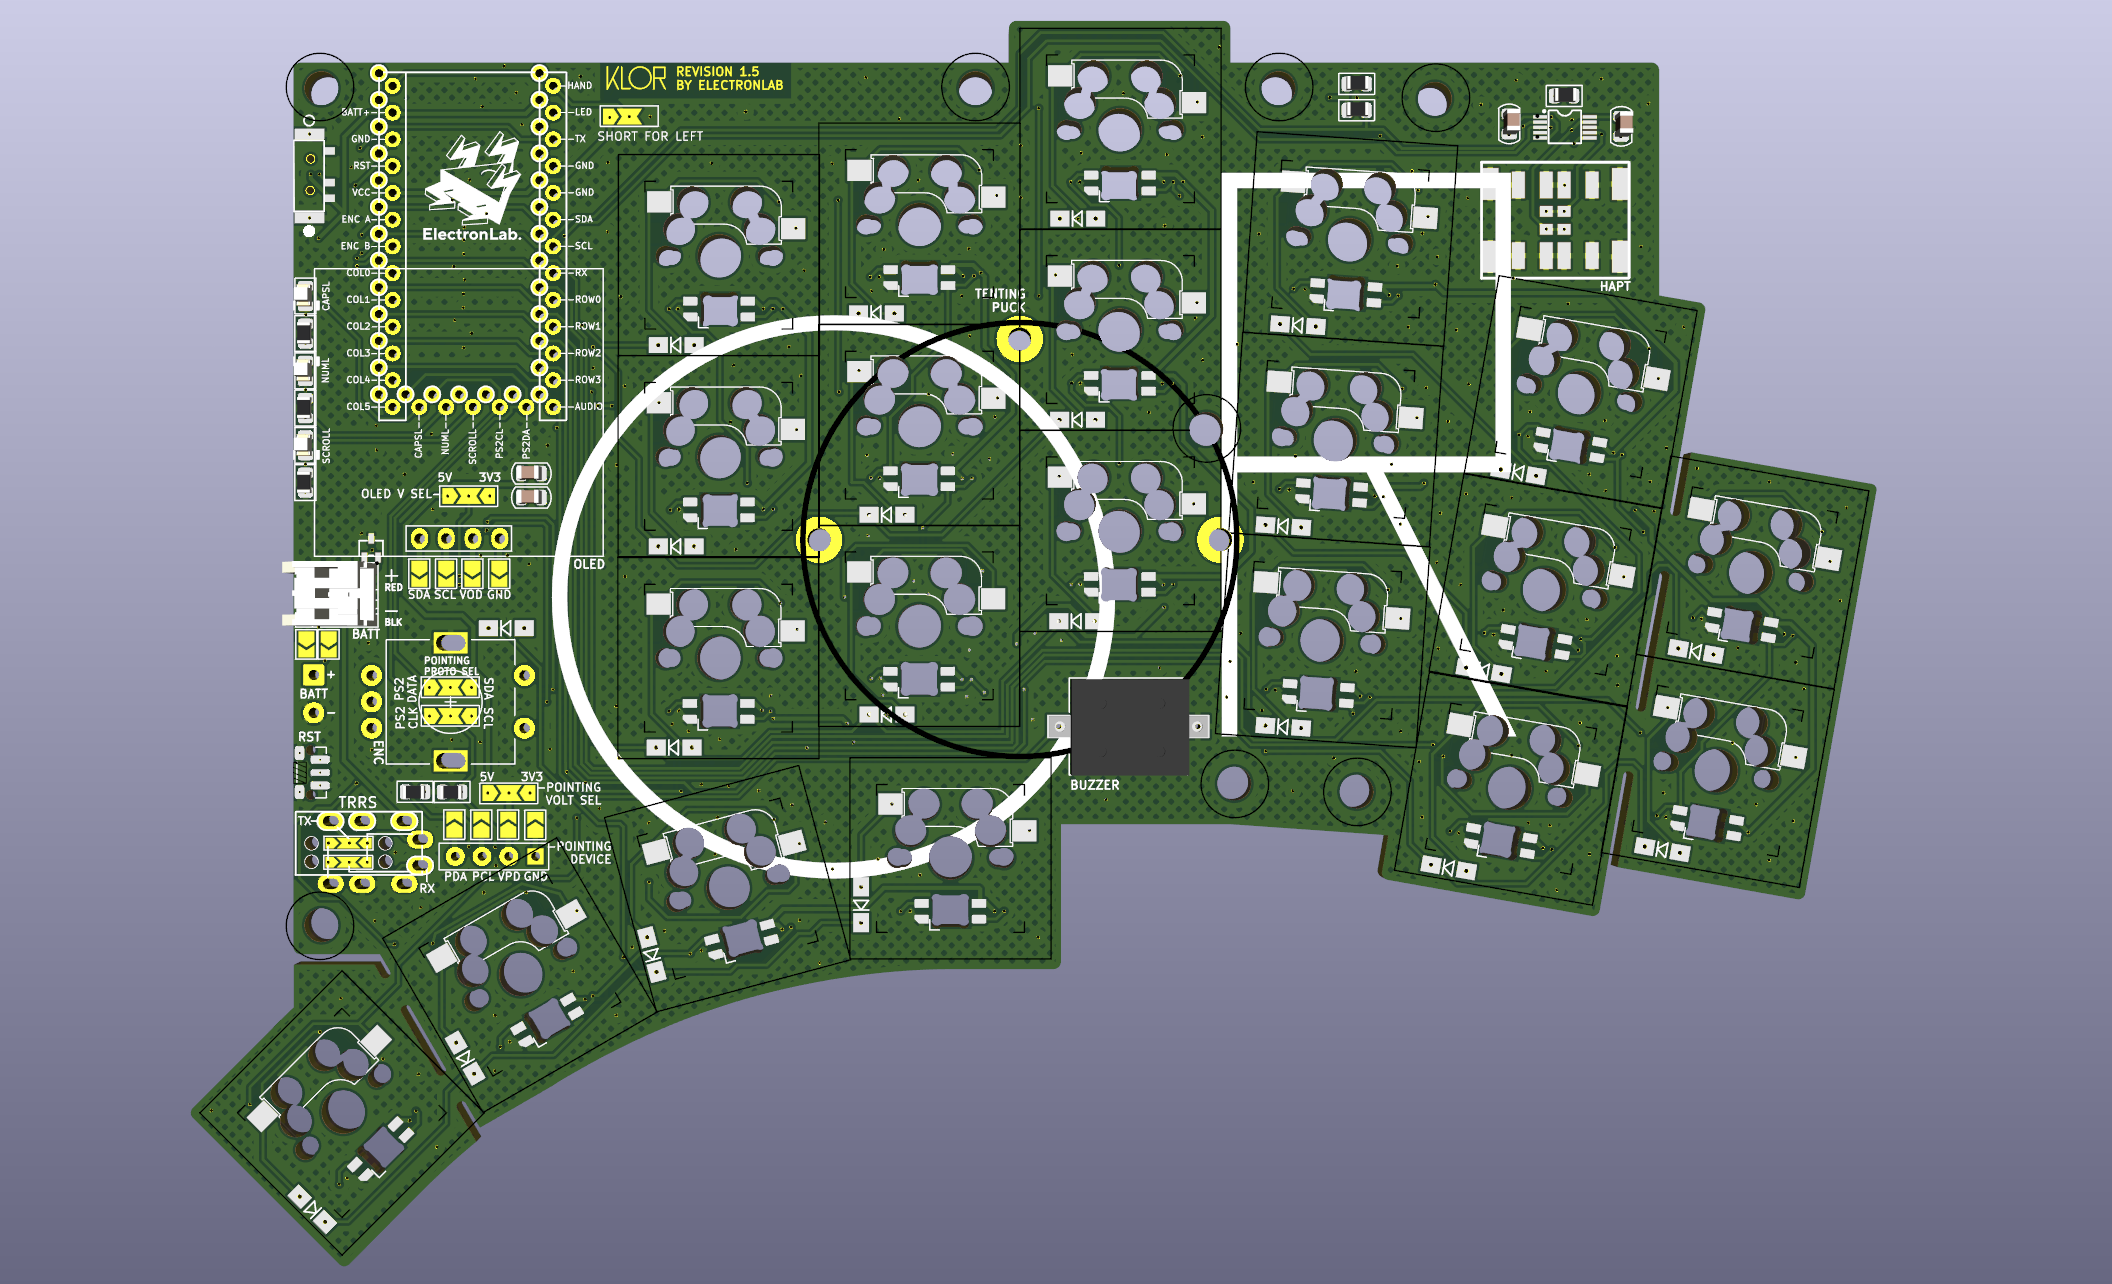 KLOR
REVISION 1.5
BY ELECTRONLAB
SHORT FOR LEFT
HAND
LED
TX
GND
GND
SDA
SCL
RX
ROW0
ROW1
ROW2
ROW3
AUDIO
BATT+
GND
RST
VCC
ENC A
ENC B
COL0
COL1
COL2
COL3
COL4
COL5
ElectronLab.
CAPSL
NUML
SCROLL
CAPSL
NUML
SCROLL
PS2CL
PS2DA
5V 3V3
OLED V SEL
OLED
TENTING
PUCK
HAPT
+
RED
SDA SCL VOD GND
-
BLK
BATT
POINTING
PROTO SEL
PS2 DATA
PS2 CLK
SDA SCL
+
BATT
-
RST
ENC
5V 3V3
POINTING
VOLT SEL
BUZZER
TRRS
TX
RX
POINTING
DEVICE
PDA PCL VPD GND